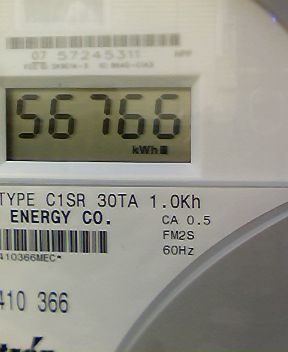 07 57245311
56766
kWh
TYPE C1SR 30TA 1.0Kh
ENERGY CO.
CA 0.5
FM2S
60Hz
410366MEC*
410 366